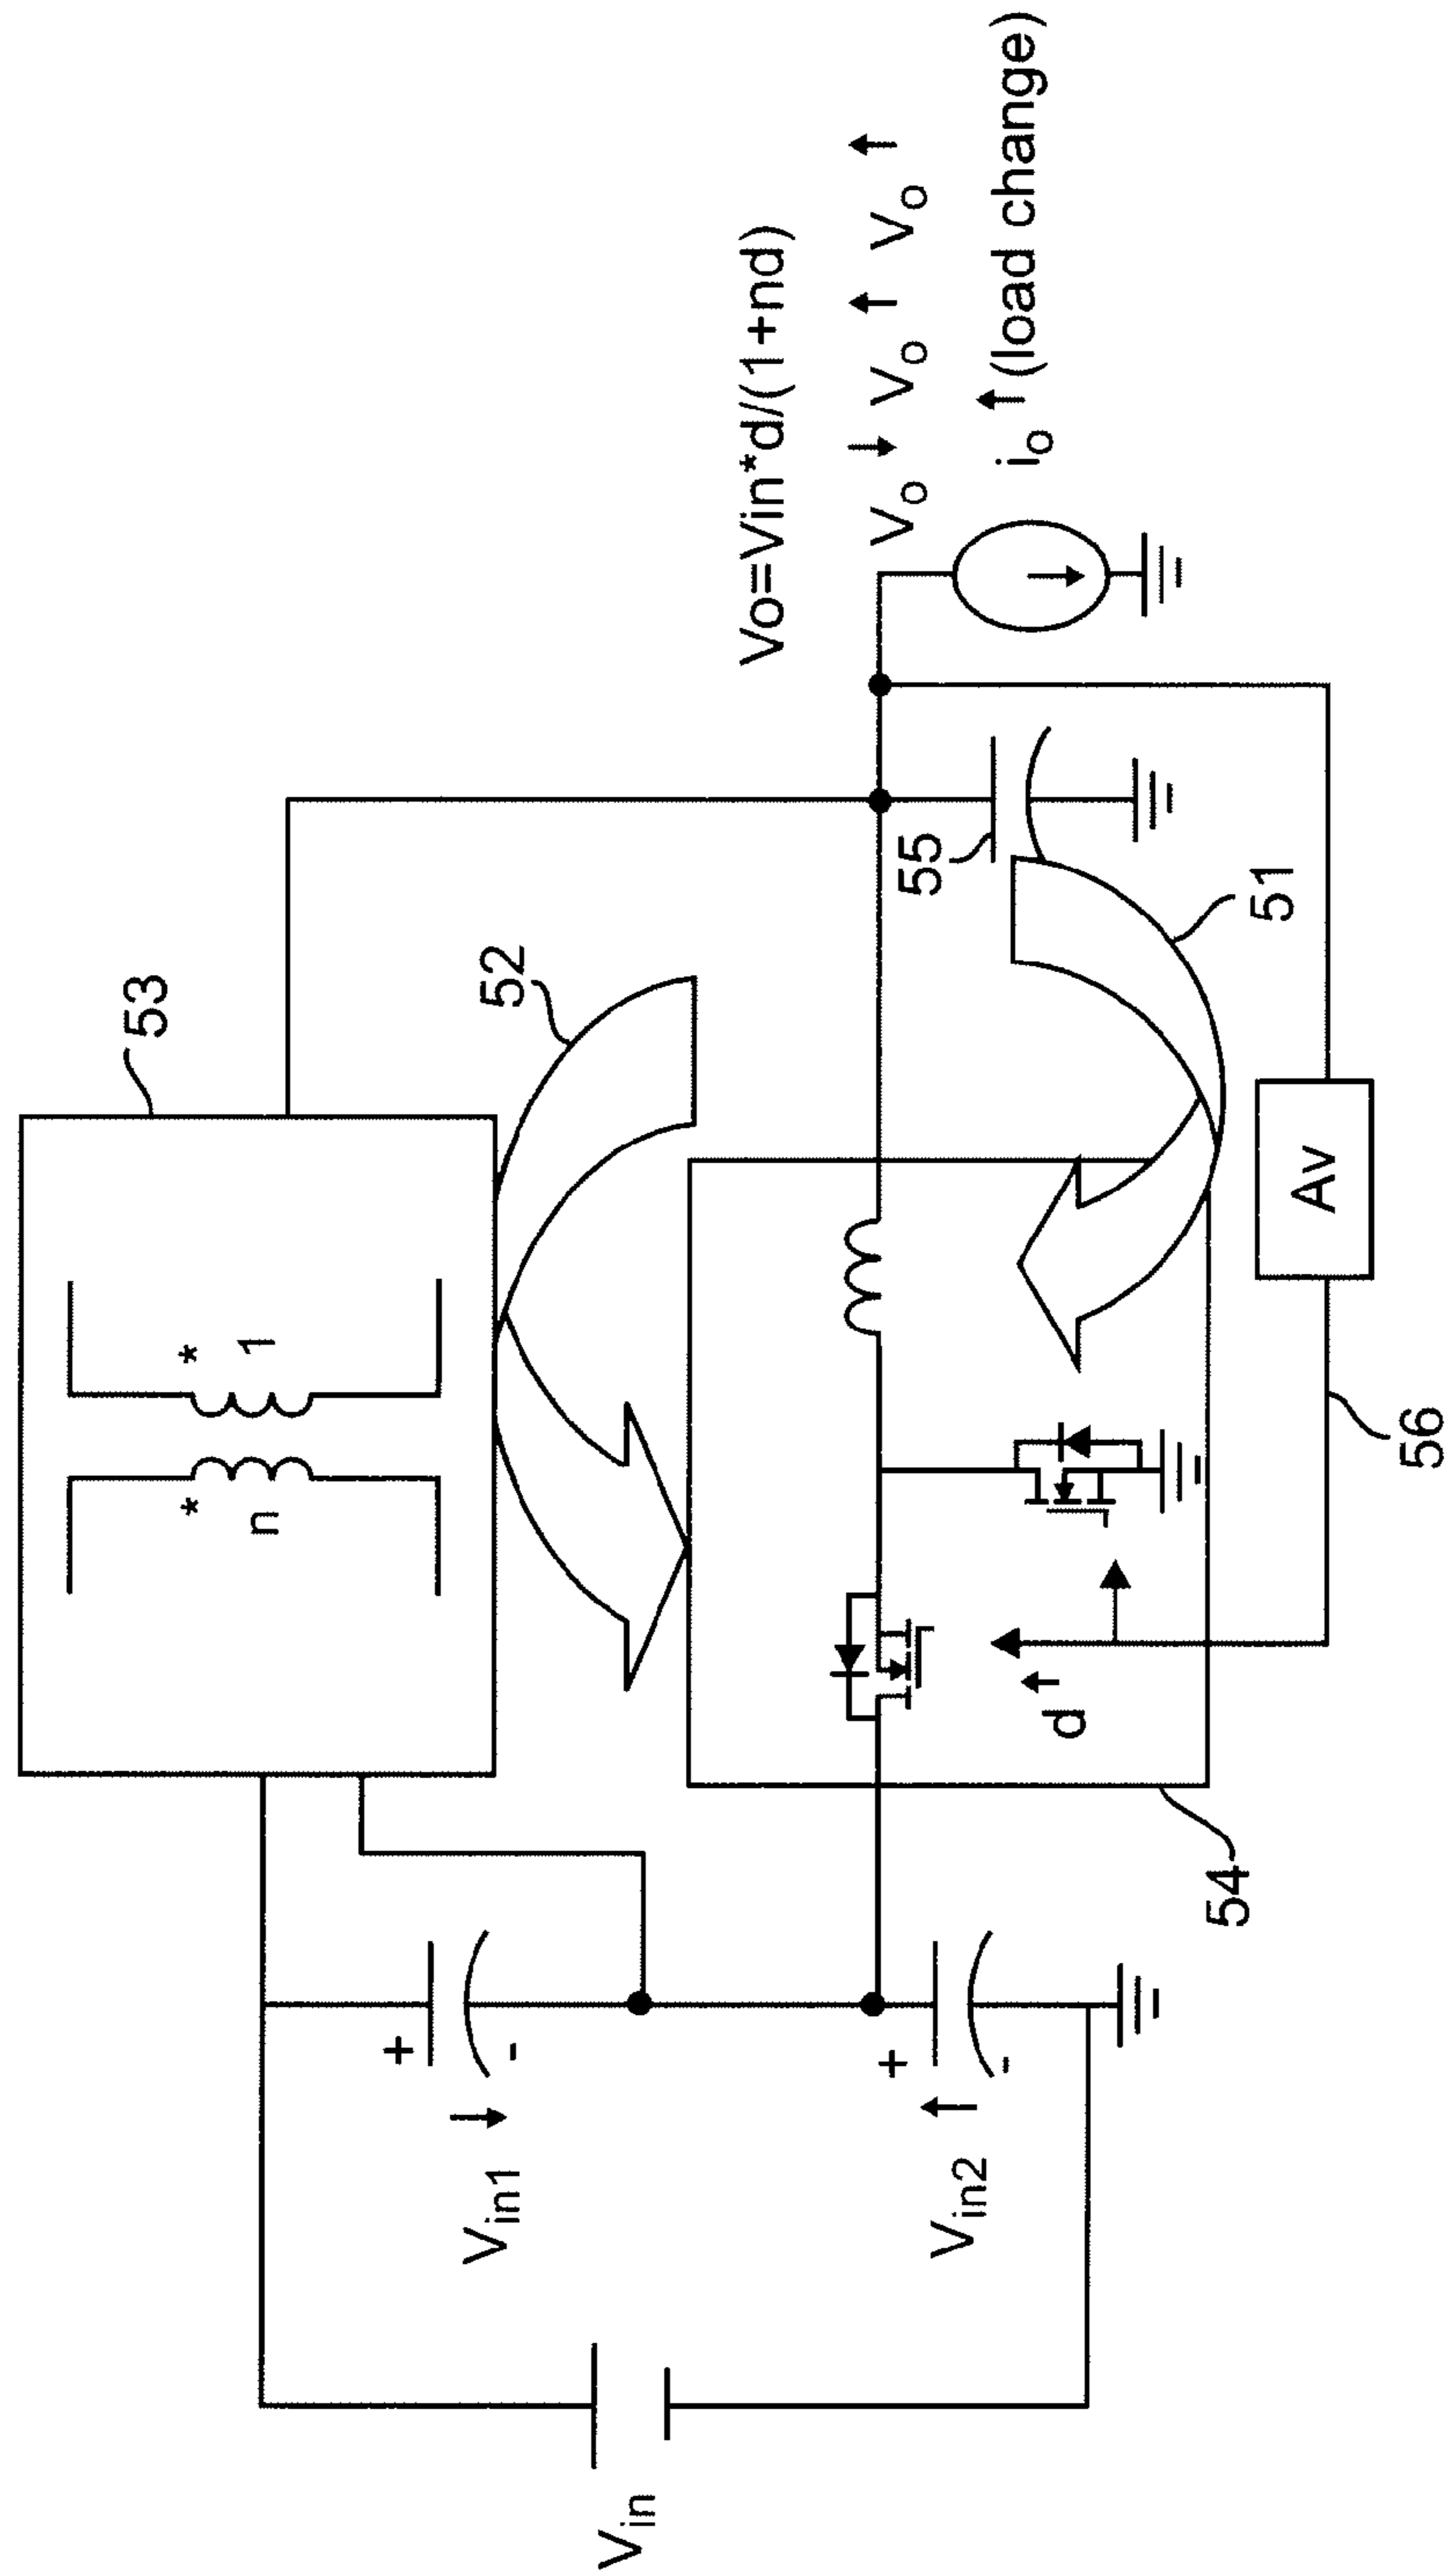 53
* *
n 1
52
Vin
Vin1
+
-
Vin2
+
-
Vo=Vin*d/(1+nd)
Vo↓ Vo↑ Vo↑
io↑(load change)
55
d↑
51
54
Av
56